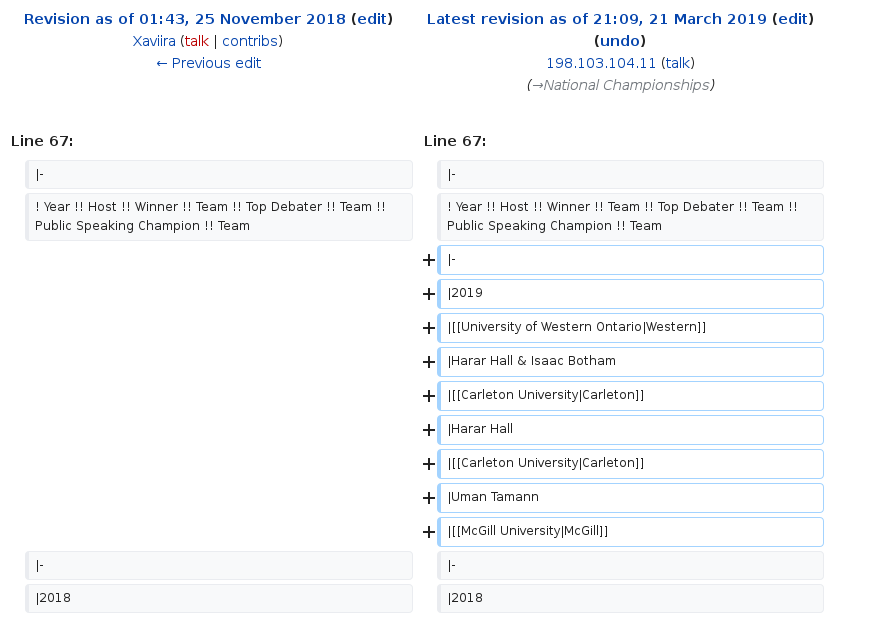 Revision as of 01:43, 25 November 2018 (edit)
Xaviira (talk | contribs)
← Previous edit
Latest revision as of 21:09, 21 March 2019 (edit)
(undo)
198.103.104.11 (talk)
(→National Championships)
Line 67:
Line 67:
|-
|-
! Year !! Host !! Winner !! Team !! Top Debater !! Team !!
Public Speaking Champion !! Team
! Year !! Host !! Winner !! Team !! Top Debater !! Team !!
Public Speaking Champion !! Team
+ |-
+ |2019
+ |[[University of Western Ontario|Western]]
+ |Harar Hall & Isaac Botham
+ |[[Carleton University|Carleton]]
+ |Harar Hall
+ |[[Carleton University|Carleton]]
+ |Uman Tamann
+ |[[McGill University|McGill]]
|-
|-
|2018
|2018